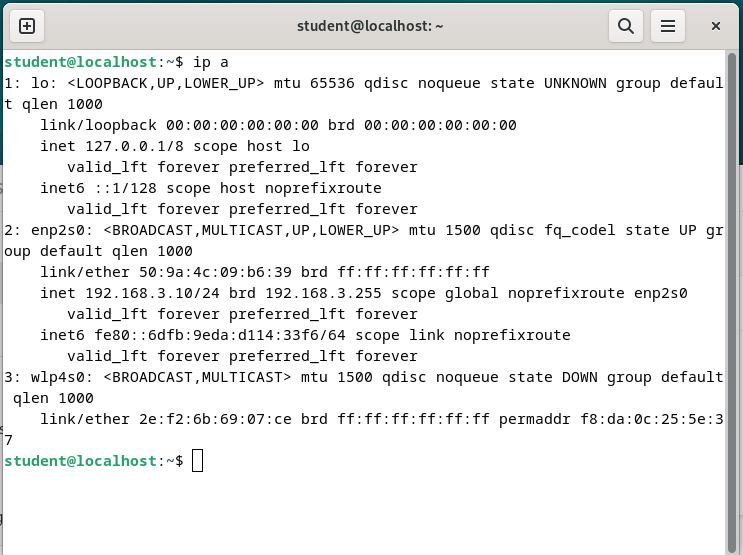 student@localhost: ~
student@localhost:~$ ip a
1: lo: <LOOPBACK,UP,LOWER_UP> mtu 65536 qdisc noqueue state UNKNOWN group defaul
t qlen 1000
    link/loopback 00:00:00:00:00:00 brd 00:00:00:00:00:00
    inet 127.0.0.1/8 scope host lo
       valid_lft forever preferred_lft forever
    inet6 ::1/128 scope host noprefixroute
       valid_lft forever preferred_lft forever
2: enp2s0: <BROADCAST,MULTICAST,UP,LOWER_UP> mtu 1500 qdisc fq_codel state UP gr
oup default qlen 1000
    link/ether 50:9a:4c:09:b6:39 brd ff:ff:ff:ff:ff:ff
    inet 192.168.3.10/24 brd 192.168.3.255 scope global noprefixroute enp2s0
       valid_lft forever preferred_lft forever
    inet6 fe80::6dfb:9eda:d114:33f6/64 scope link noprefixroute
       valid_lft forever preferred_lft forever
3: wlp4s0: <BROADCAST,MULTICAST> mtu 1500 qdisc noqueue state DOWN group default
 qlen 1000
    link/ether 2e:f2:6b:69:07:ce brd ff:ff:ff:ff:ff:ff permaddr f8:da:0c:25:5e:3
7
student@localhost:~$